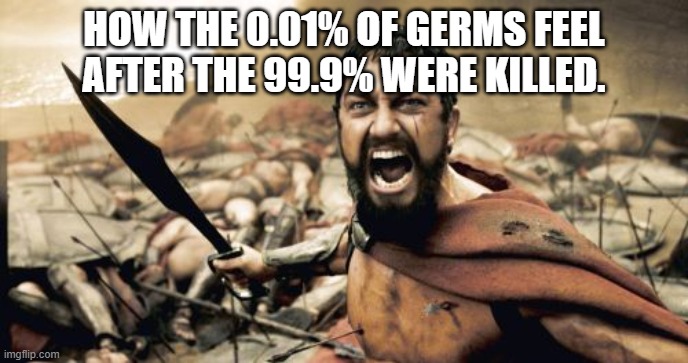 HOW THE 0.01% OF GERMS FEEL
AFTER THE 99.9% WERE KILLED.
imgflip.com